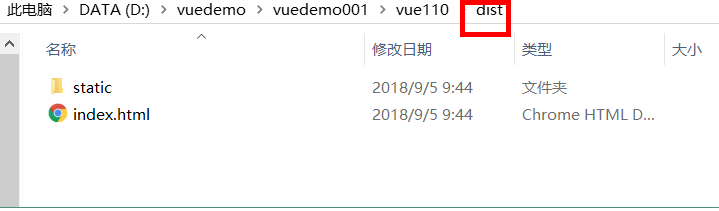 此电脑 > DATA (D:) > vuedemo > vuedemo001 > vue110 > dist
名称 修改日期 类型 大小
static 2018/9/5 9:44 文件夹
index.html 2018/9/5 9:44 Chrome HTML D...